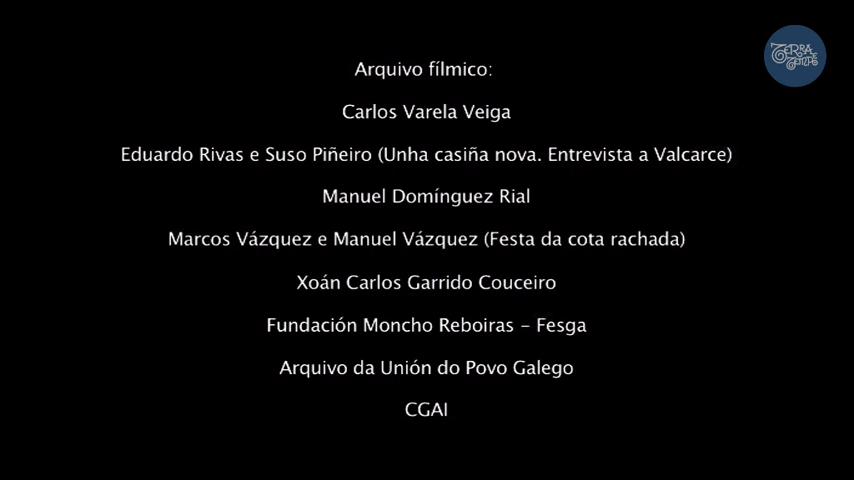 TERRA E TEMPO
Arquivo fílmico:
Carlos Varela Veiga
Eduardo Rivas e Suso Piñeiro (Unha casiña nova. Entrevista a Valcarce)
Manuel Domínguez Rial
Marcos Vázquez e Manuel Vázquez (Festa da cota rachada)
Xoán Carlos Garrido Couceiro
Fundación Moncho Reboiras - Fesga
Arquivo da Unión do Povo Galego
CGAI